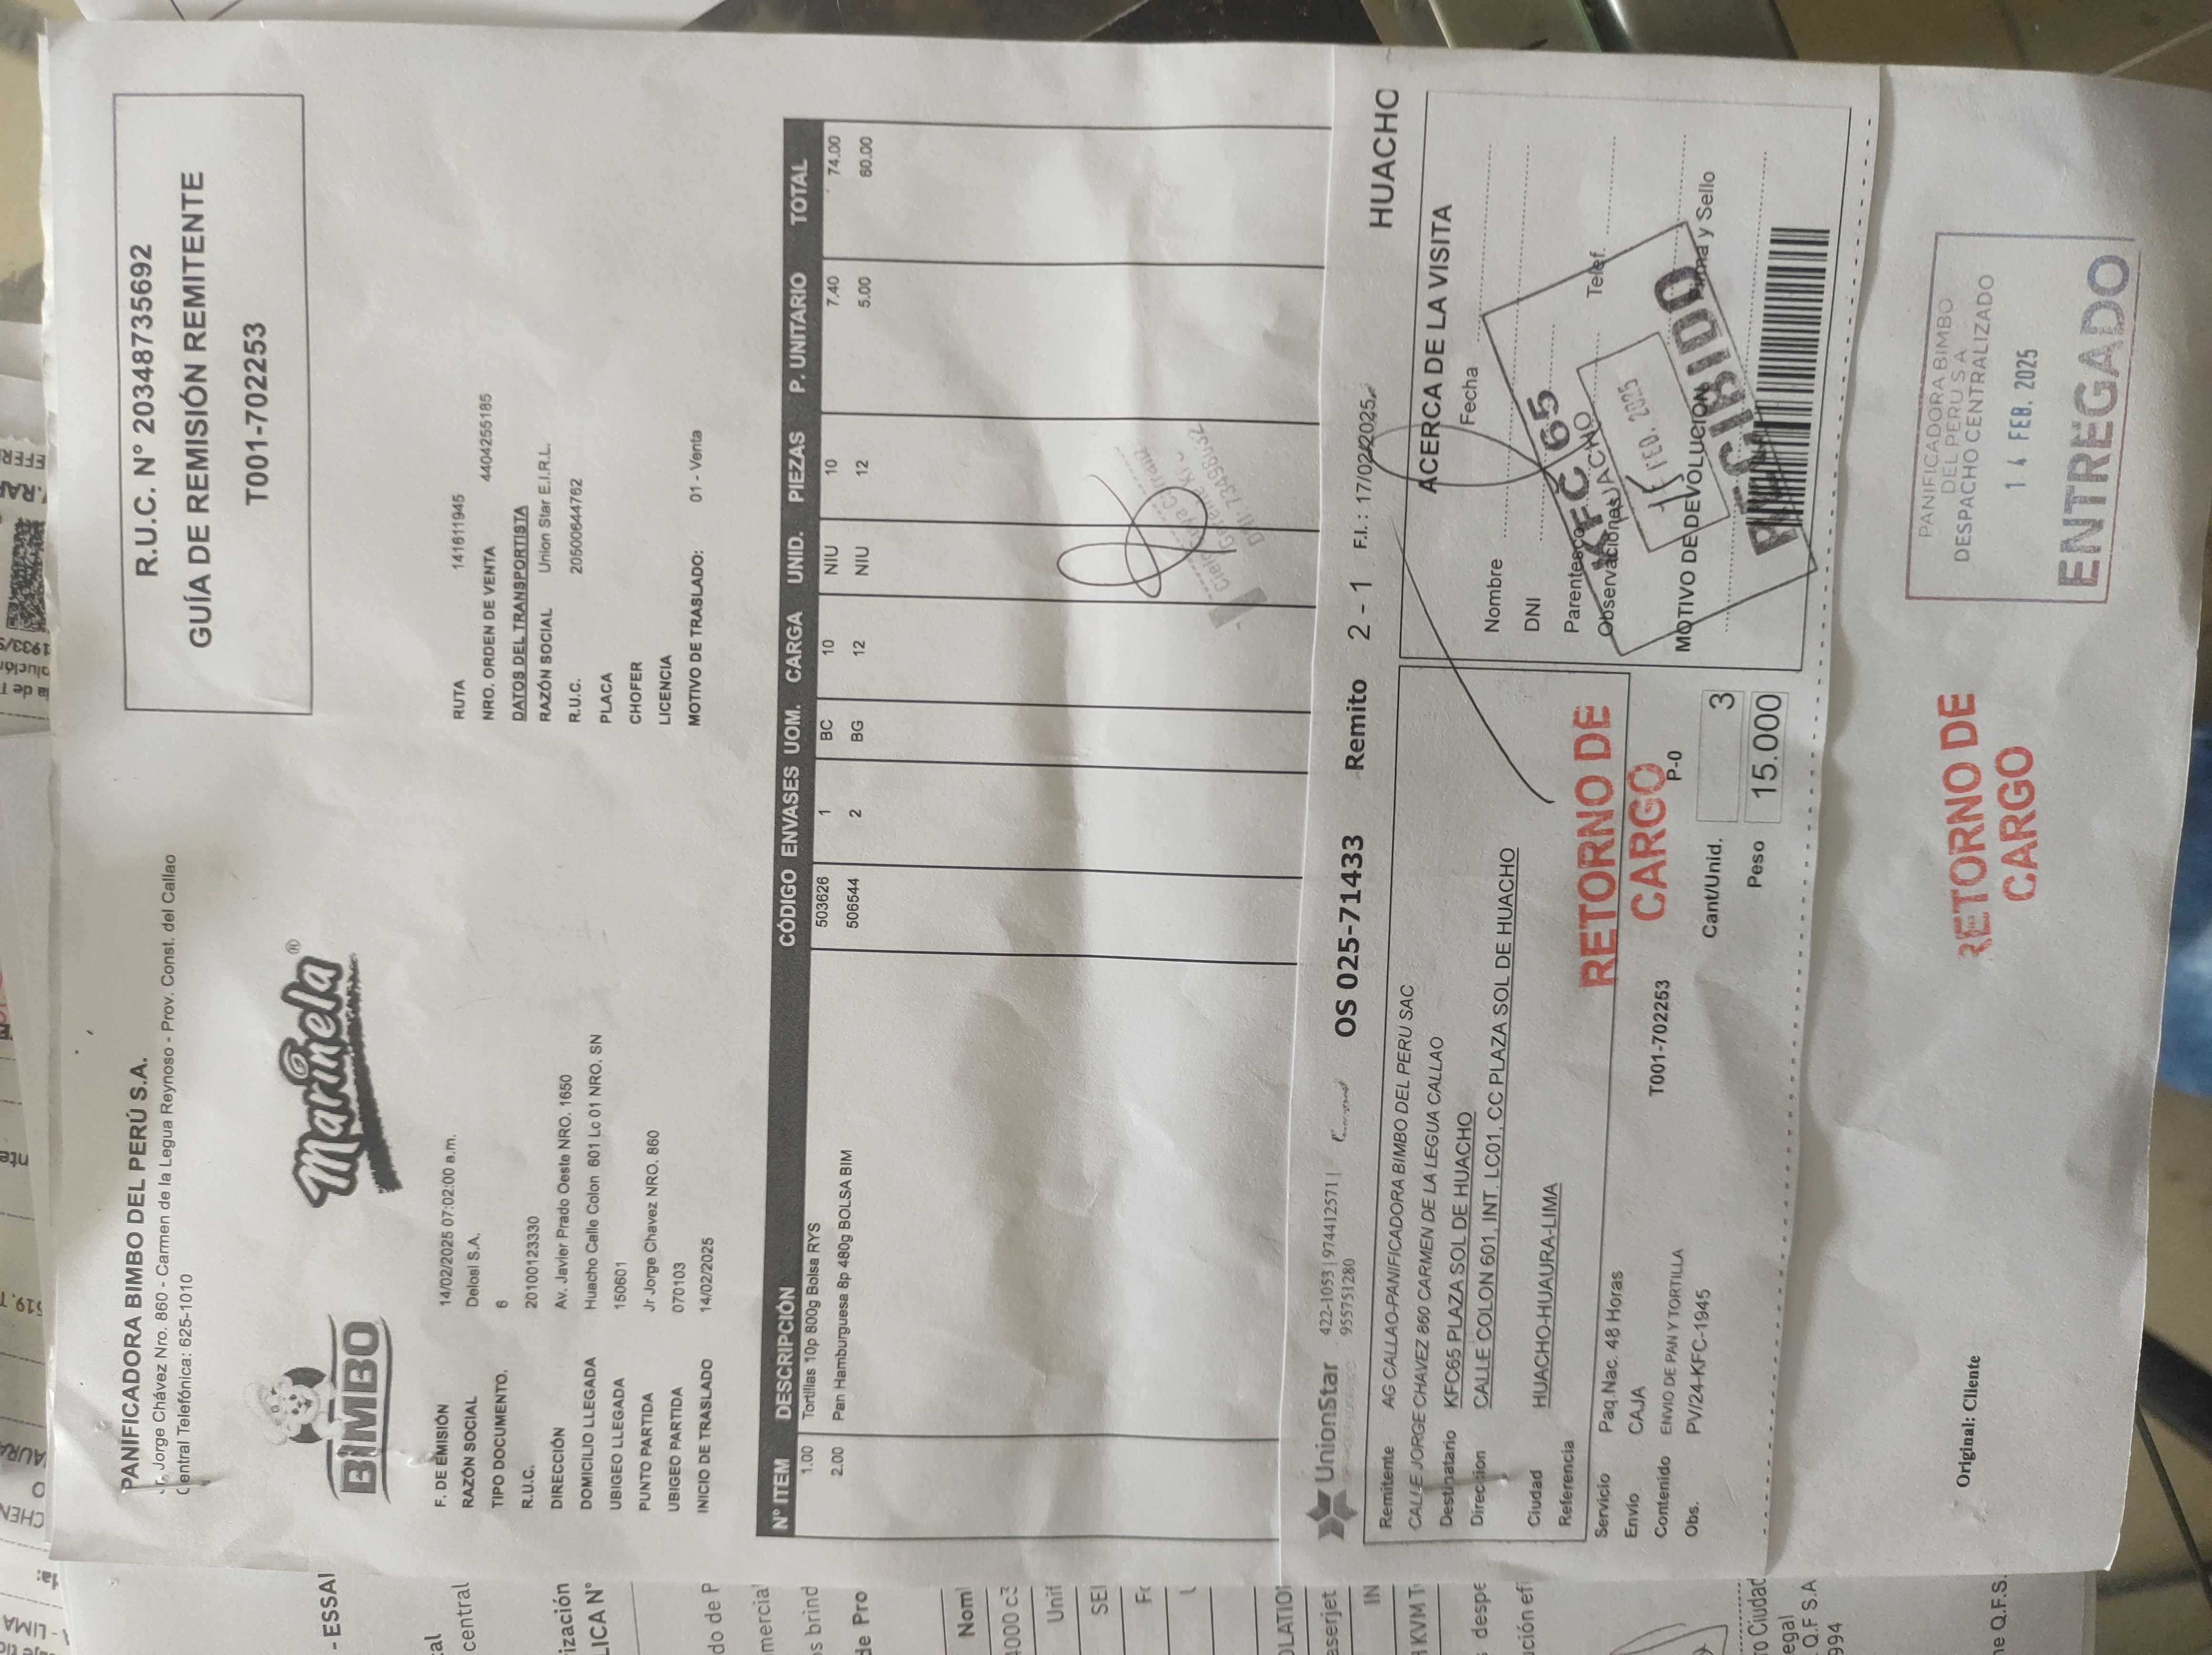 PANIFICADORA BIMBO DEL PERÚ S.A.
Jr. Jorge Chávez Nro. 860 - Carmen de la Legua Reynoso - Prov. Const. del Callao
Central Telefónica: 625-1010
R.U.C. N° 20348735692
GUÍA DE REMISIÓN REMITENTE
T001-702253
BIMBO
Marinela ®
F. DE EMISIÓN 14/02/2025 07:02:00 a.m.
RAZÓN SOCIAL Delosi S.A.
TIPO DOCUMENTO. 6
R.U.C. 20100123330
DIRECCIÓN Av. Javier Prado Oeste NRO. 1650
DOMICILIO LLEGADA Huacho Calle Colon 601 Lo 01 NRO. SN
UBIGEO LLEGADA 150601
PUNTO PARTIDA Jr Jorge Chavez NRO. 860
UBIGEO PARTIDA 070103
INICIO DE TRASLADO 14/02/2025
RUTA 141611945
NRO. ORDEN DE VENTA 4404255185
DATOS DEL TRANSPORTISTA
RAZÓN SOCIAL Union Star E.I.R.L.
R.U.C. 20500644762
PLACA
CHOFER
LICENCIA
MOTIVO DE TRASLADO: 01 - Venta
N° ITEM DESCRIPCIÓN CÓDIGO ENVASES UOM. CARGA UNID. PIEZAS P. UNITARIO TOTAL
1.00 Tortillas 10p 800g Bolsa RYS 503626 1 BC 10 NIU 10 7.40 74.00
2.00 Pan Hamburguesa 8p 480g BOLSA BIM 506544 2 BG 12 NIU 12 5.00 60.00
UnionStar 422-1053 | 974412571 |
955751280
OS 025-71433 Remito 2 - 1 F.I. : 17/02/2025 HUACHO
Remitente AG CALLAO-PANIFICADORA BIMBO DEL PERU SAC
CALLE JORGE CHAVEZ 860 CARMEN DE LA LEGUA CALLAO
Destinatario KFC65 PLAZA SOL DE HUACHO
Direccion CALLE COLON 601, INT. LC01, CC PLAZA SOL DE HUACHO
Ciudad HUACHO-HUAURA-LIMA
Referencia
Servicio Paq.Nac. 48 Horas
Envío CAJA
Contenido ENVIO DE PAN Y TORTILLA
Obs. PV/24-KFC-1945
T001-702253
P-0
Cant/Unid. 3
Peso 15.000
RETORNO DE
CARGO
ACERCA DE LA VISITA
Fecha
Nombre
DNI
Parentesco
Telef.
Observaciones
MOTIVO DE DEVOLUCION
Firma y Sello
KFC 65
HUACHO
15 FEB. 2025
RECIBIDO
RETORNO DE
CARGO
PANIFICADORA BIMBO
DEL PERU S A
DESPACHO CENTRALIZADO
14 FEB. 2025
ENTREGADO
Original: Cliente
- ESSAI
central
LICA N°
de Pro
SEI
aserjet
IN
994